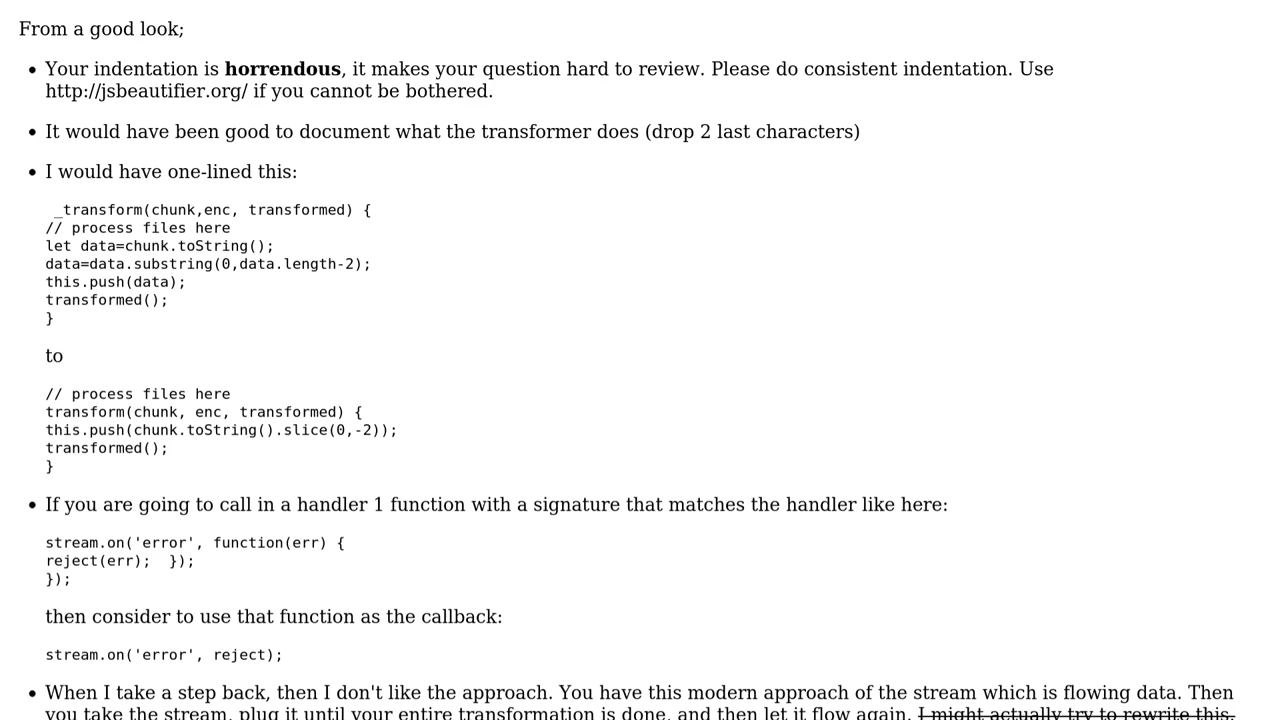 From a good look;
• Your indentation is horrendous, it makes your question hard to review. Please do consistent indentation. Use
http://jsbeautifier.org/ if you cannot be bothered.
• It would have been good to document what the transformer does (drop 2 last characters)
• I would have one-lined this:
 _transform(chunk,enc, transformed) {
// process files here
let data=chunk.toString();
data=data.substring(0,data.length-2);
this.push(data);
transformed();
}
to
// process files here
transform(chunk, enc, transformed) {
this.push(chunk.toString().slice(0,-2));
transformed();
}
• If you are going to call in a handler 1 function with a signature that matches the handler like here:
stream.on('error', function(err) {
reject(err);  });
});
then consider to use that function as the callback:
stream.on('error', reject);
• When I take a step back, then I don't like the approach. You have this modern approach of the stream which is flowing data. Then
you take the stream, plug it until your entire transformation is done, and then let it flow again. I might actually try to rewrite this.